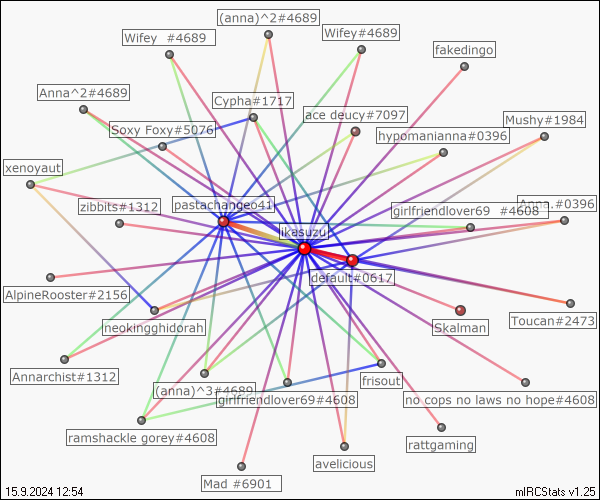 (anna)^2#4689
Wifey #4689
Wifey#4689
fakedingo
Anna^2#4689
Cypha#1717
ace deucy#7097
Mushy#1984
Soxy Foxy#5076
hypomanianna#0396
xenoyaut
zibbits#1312
pastachange641
girlfriendlover69 #4608
Anna.#0396
likasuzu
default#0617
AlpineRooster#2156
neokingghidorah
Skalman
Toucan#2473
Annarchist#1312
(anna)^3#4689
girlfriendlover69#4608
frisout
no cops no laws no hope#4608
ramshackle gorey#4608
rattgaming
avelicious
Mad #6901
15.9.2024 12:54
mIRCStats v1.25